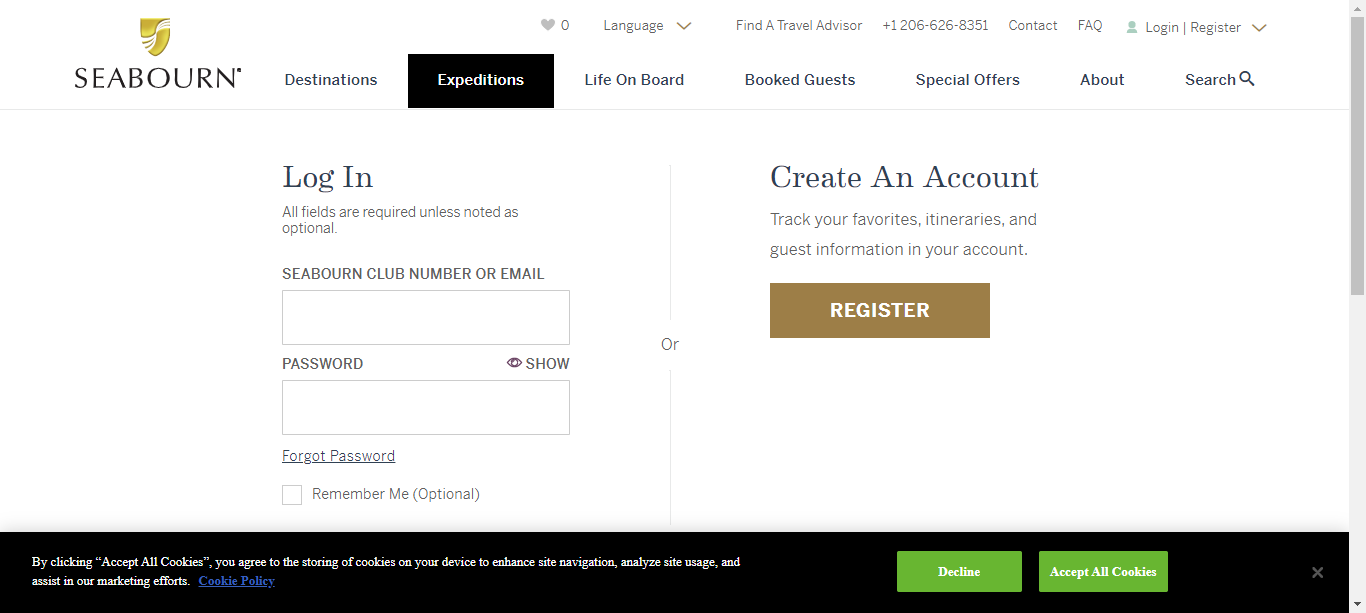 0
Language
Find A Travel Advisor
+1 206-626-8351
Contact
FAQ
Login | Register
SEABOURN
Destinations
Expeditions
Life On Board
Booked Guests
Special Offers
About
Search
Log In
All fields are required unless noted as
optional.
SEABOURN CLUB NUMBER OR EMAIL
PASSWORD
SHOW
Forgot Password
Remember Me (Optional)
Or
Create An Account
Track your favorites, itineraries, and
guest information in your account.
REGISTER
By clicking “Accept All Cookies”, you agree to the storing of cookies on your device to enhance site navigation, analyze site usage, and
assist in our marketing efforts. Cookie Policy
Decline
Accept All Cookies